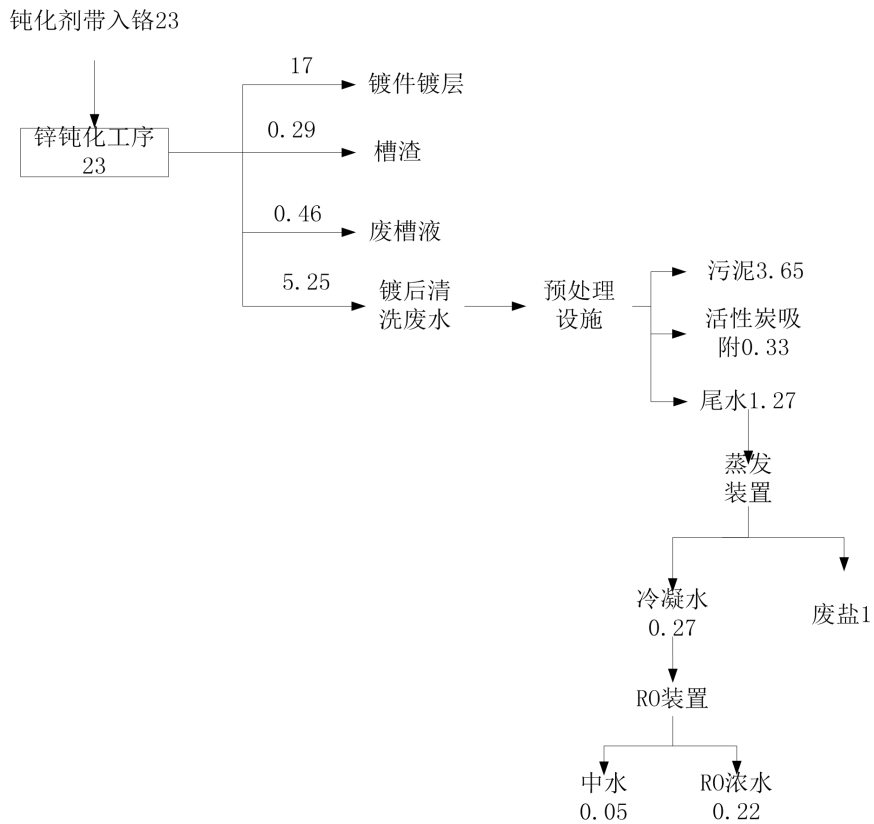 钝化剂带入铬23
锌钝化工序
23
17
镀件镀层
0.29
槽渣
0.46
废槽液
5.25
镀后清
洗废水
预处理
设施
污泥3.65
活性炭吸
附0.33
尾水1.27
蒸发
装置
冷凝水
0.27
废盐1
RO装置
中水
0.05
RO浓水
0.22